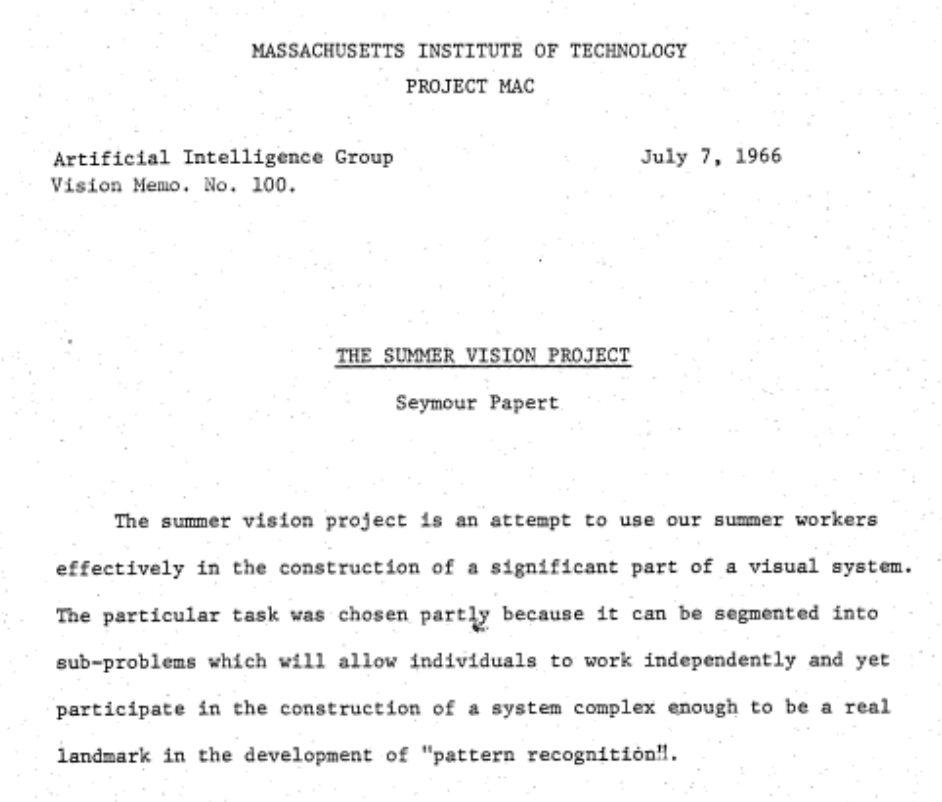 MASSACHUSETTS INSTITUTE OF TECHNOLOGY
PROJECT MAC
Artificial Intelligence Group July 7, 1966
Vision Memo. No. 100.
THE SUMMER VISION PROJECT
Seymour Papert
The summer vision project is an attempt to use our summer workers
effectively in the construction of a significant part of a visual system.
The particular task was chosen partly because it can be segmented into
sub-problems which will allow individuals to work independently and yet
participate in the construction of a system complex enough to be a real
landmark in the development of "pattern recognition".